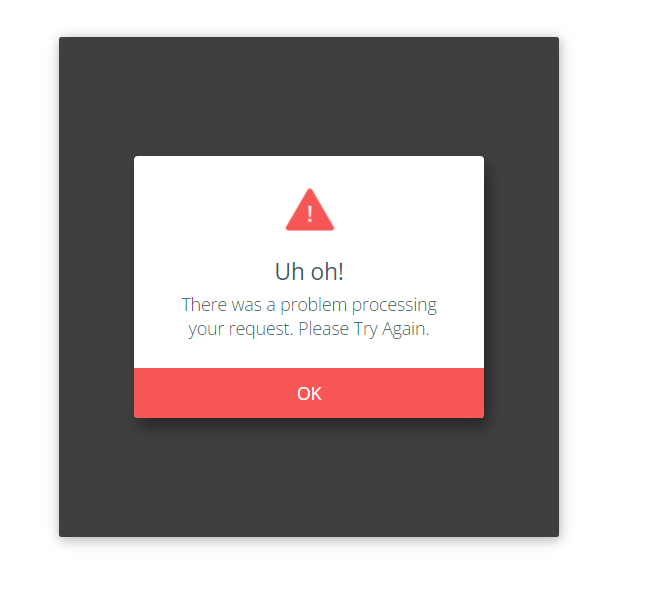 !
Uh oh!
There was a problem processing
your request. Please Try Again.
OK